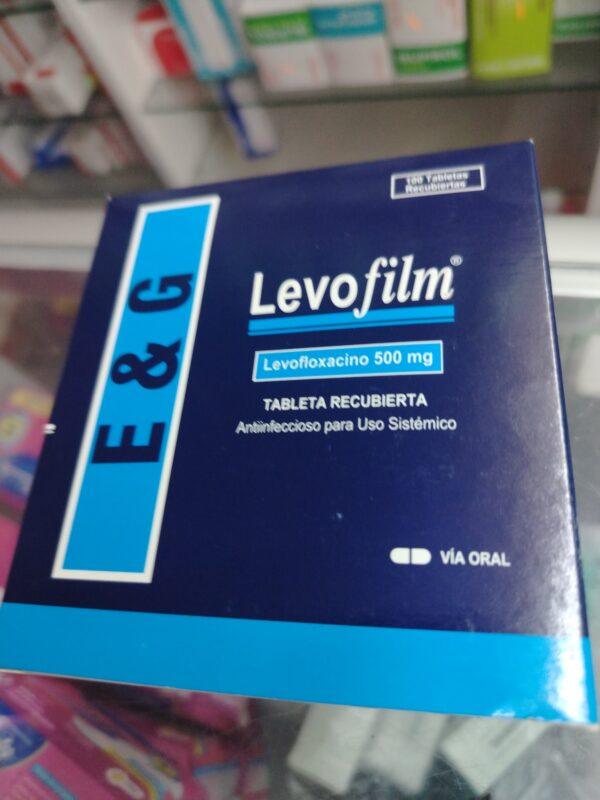 100 Tabletas
Recubiertas
E & G
Levofilm®
Levofloxacino 500 mg
TABLETA RECUBIERTA
Antiinfeccioso para Uso Sistémico
VÍA ORAL